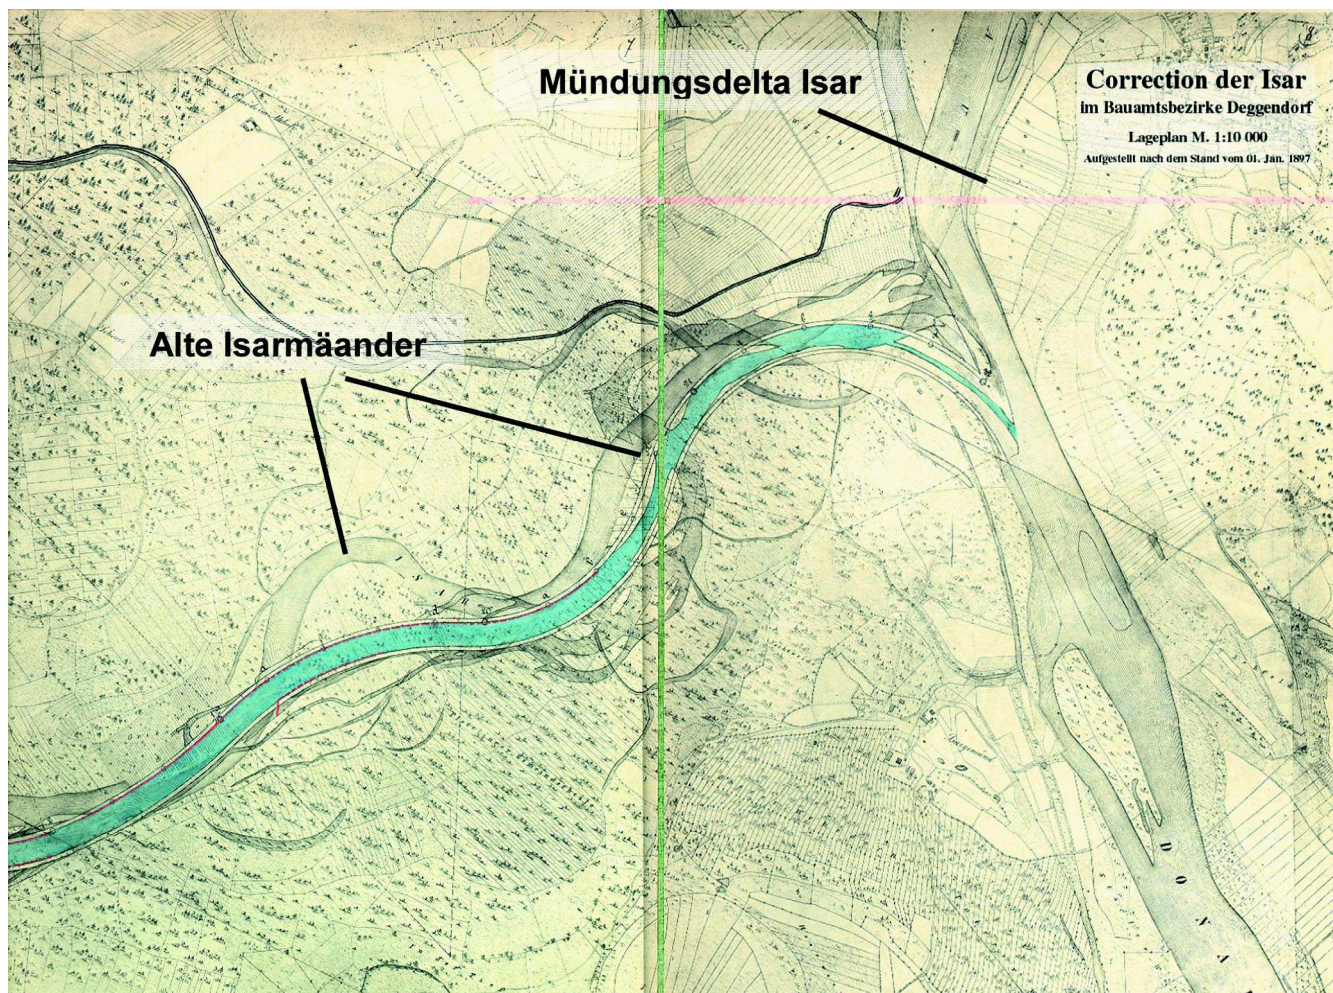 Mündungsdelta Isar
Correction der Isar
im Bauamtsbezirke Deggendorf
Lageplan M. 1:10 000
Aufgestellt nach dem Stand vom 01. Jan. 1897
Alte Isarmäander
I S A R
D O N A